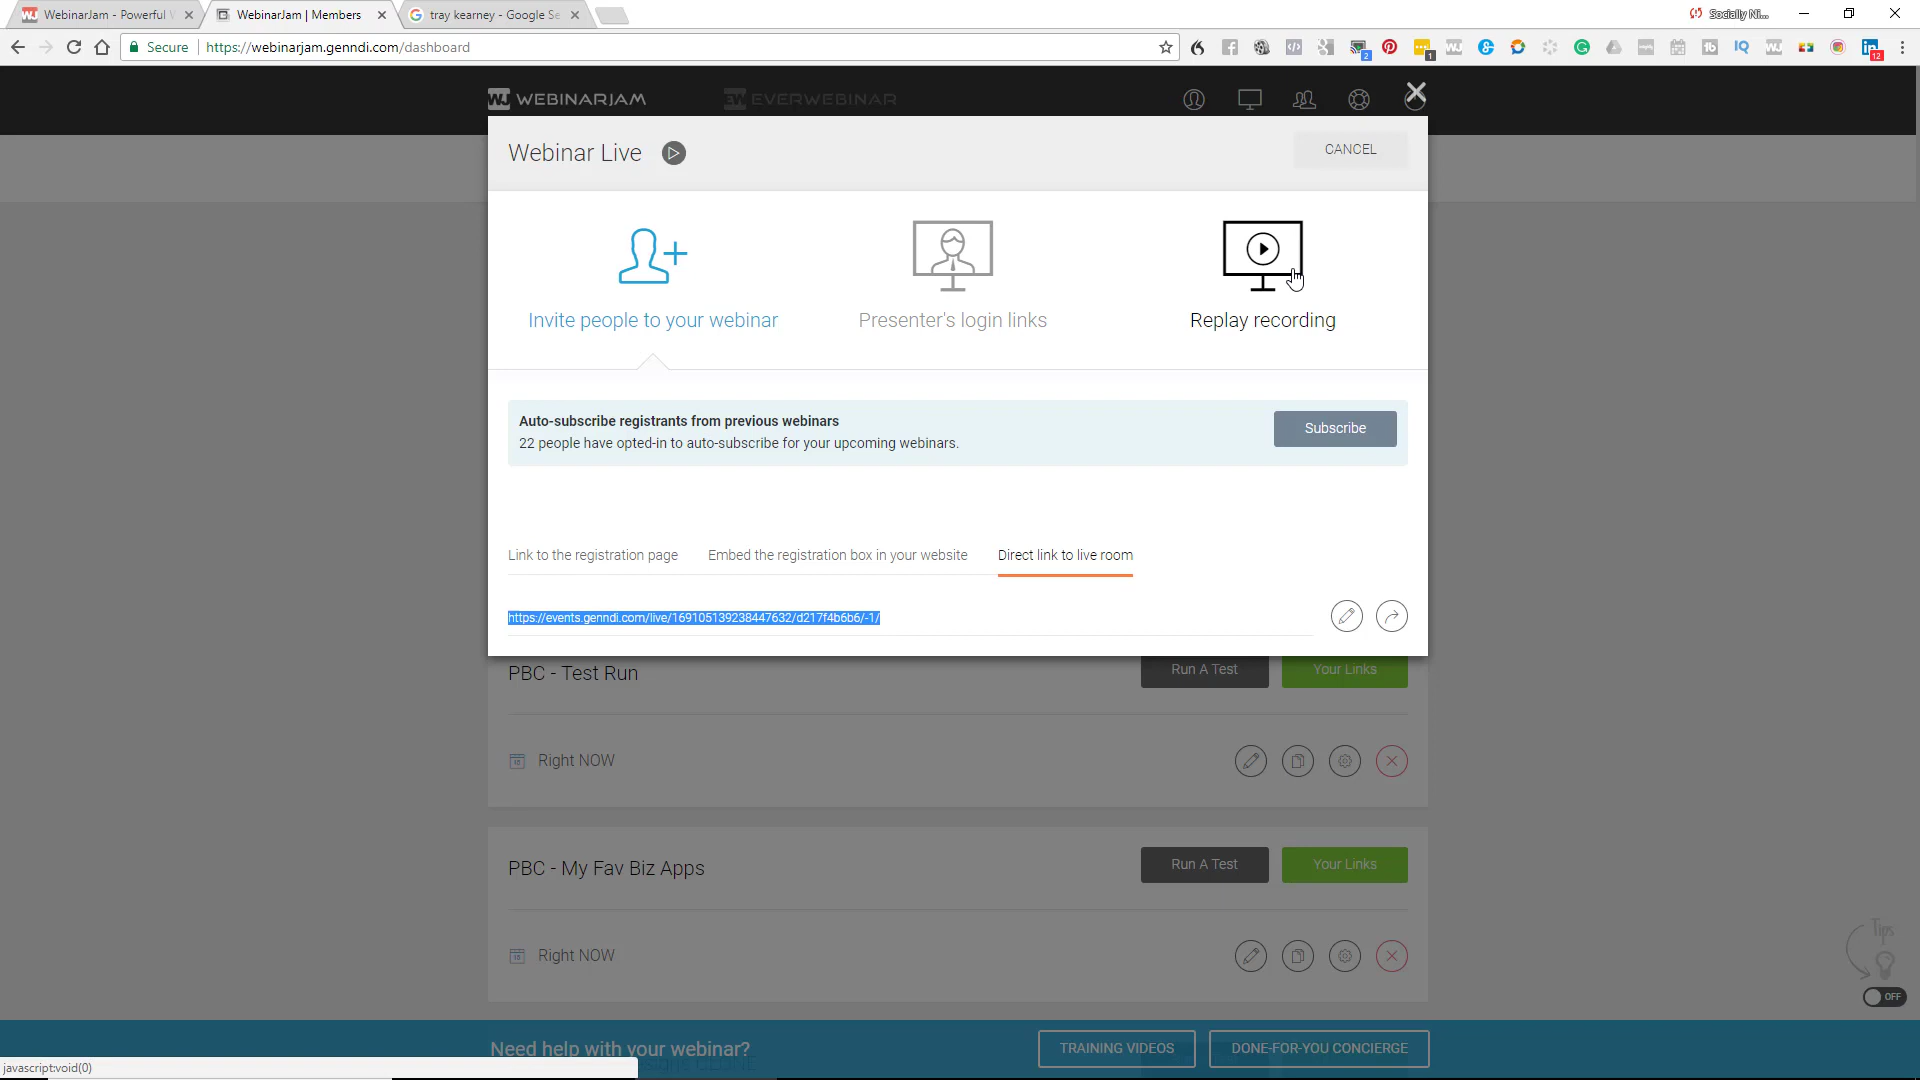 WebinarJam - Powerful W
WebinarJam | Members
tray kearney - Google Se
Socially Ni...
Secure
https://webinarjam.genndi.com/dashboard
WEBINARJAM
EVERWEBINAR
Webinar Live
CANCEL
Invite people to your webinar
Presenter's login links
Replay recording
Auto-subscribe registrants from previous webinars
22 people have opted-in to auto-subscribe for your upcoming webinars.
Subscribe
Link to the registration page
Embed the registration box in your website
Direct link to live room
https://events.genndi.com/live/169105139238447632/d217f4b6b6/-1/
PBC - Test Run
Run A Test
Your Links
Right NOW
PBC - My Fav Biz Apps
Run A Test
Your Links
Right NOW
Tips
OFF
Need help with your webinar?
TRAINING VIDEOS
DONE-FOR-YOU CONCIERGE
javascript:void(0)